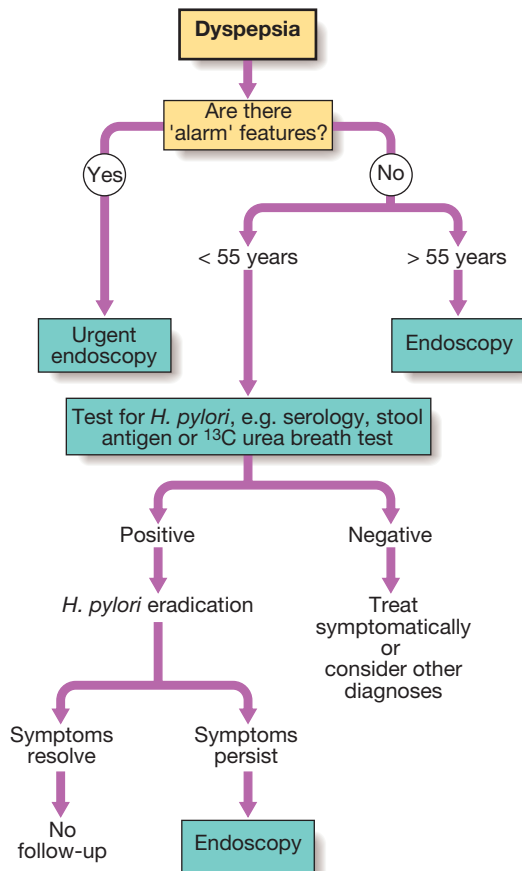 Dyspepsia
Are there
'alarm' features?
Yes
No
< 55 years
> 55 years
Urgent
endoscopy
Endoscopy
Test for H. pylori, e.g. serology, stool
antigen or ¹³C urea breath test
Positive
Negative
H. pylori eradication
Treat
symptomatically
or
consider other
diagnoses
Symptoms
resolve
Symptoms
persist
No
follow-up
Endoscopy